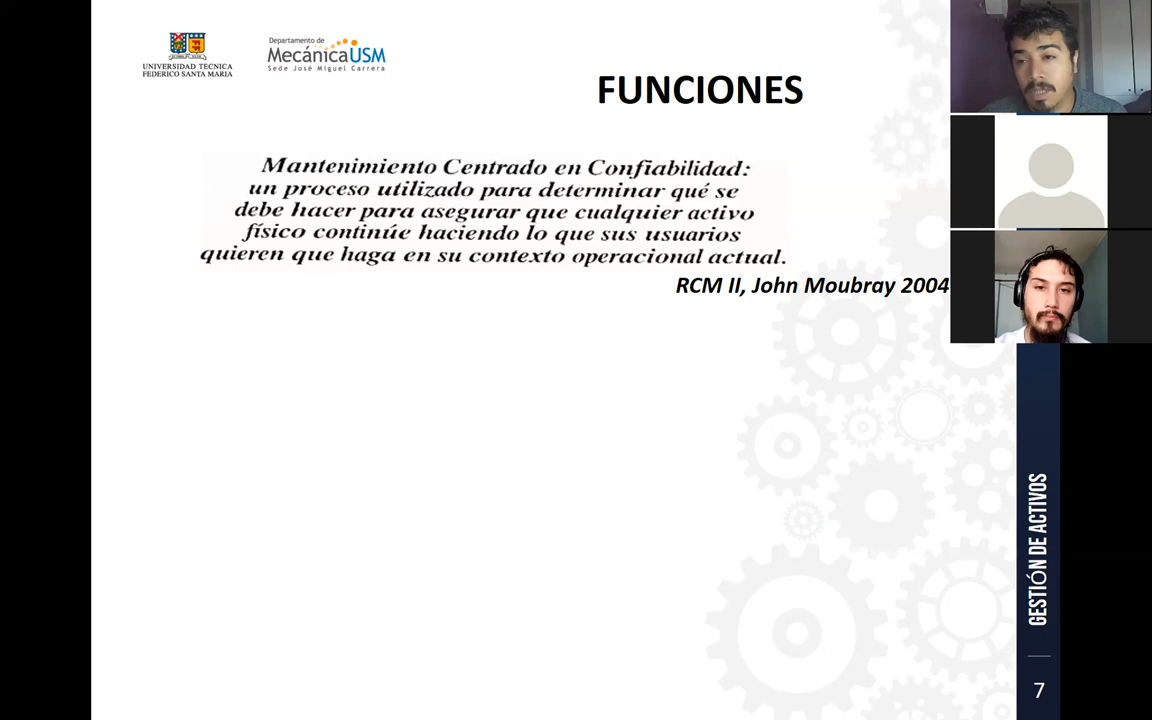 UNIVERSIDAD TECNICA
FEDERICO SANTA MARIA
Departamento de
MecánicaUSM
Sede José Miguel Carrera
FUNCIONES
Mantenimiento Centrado en Confiabilidad:
un proceso utilizado para determinar qué se
debe hacer para asegurar que cualquier activo
físico continúe haciendo lo que sus usuarios
quieren que haga en su contexto operacional actual.
RCM II, John Moubray 2004
GESTIÓN DE ACTIVOS
7